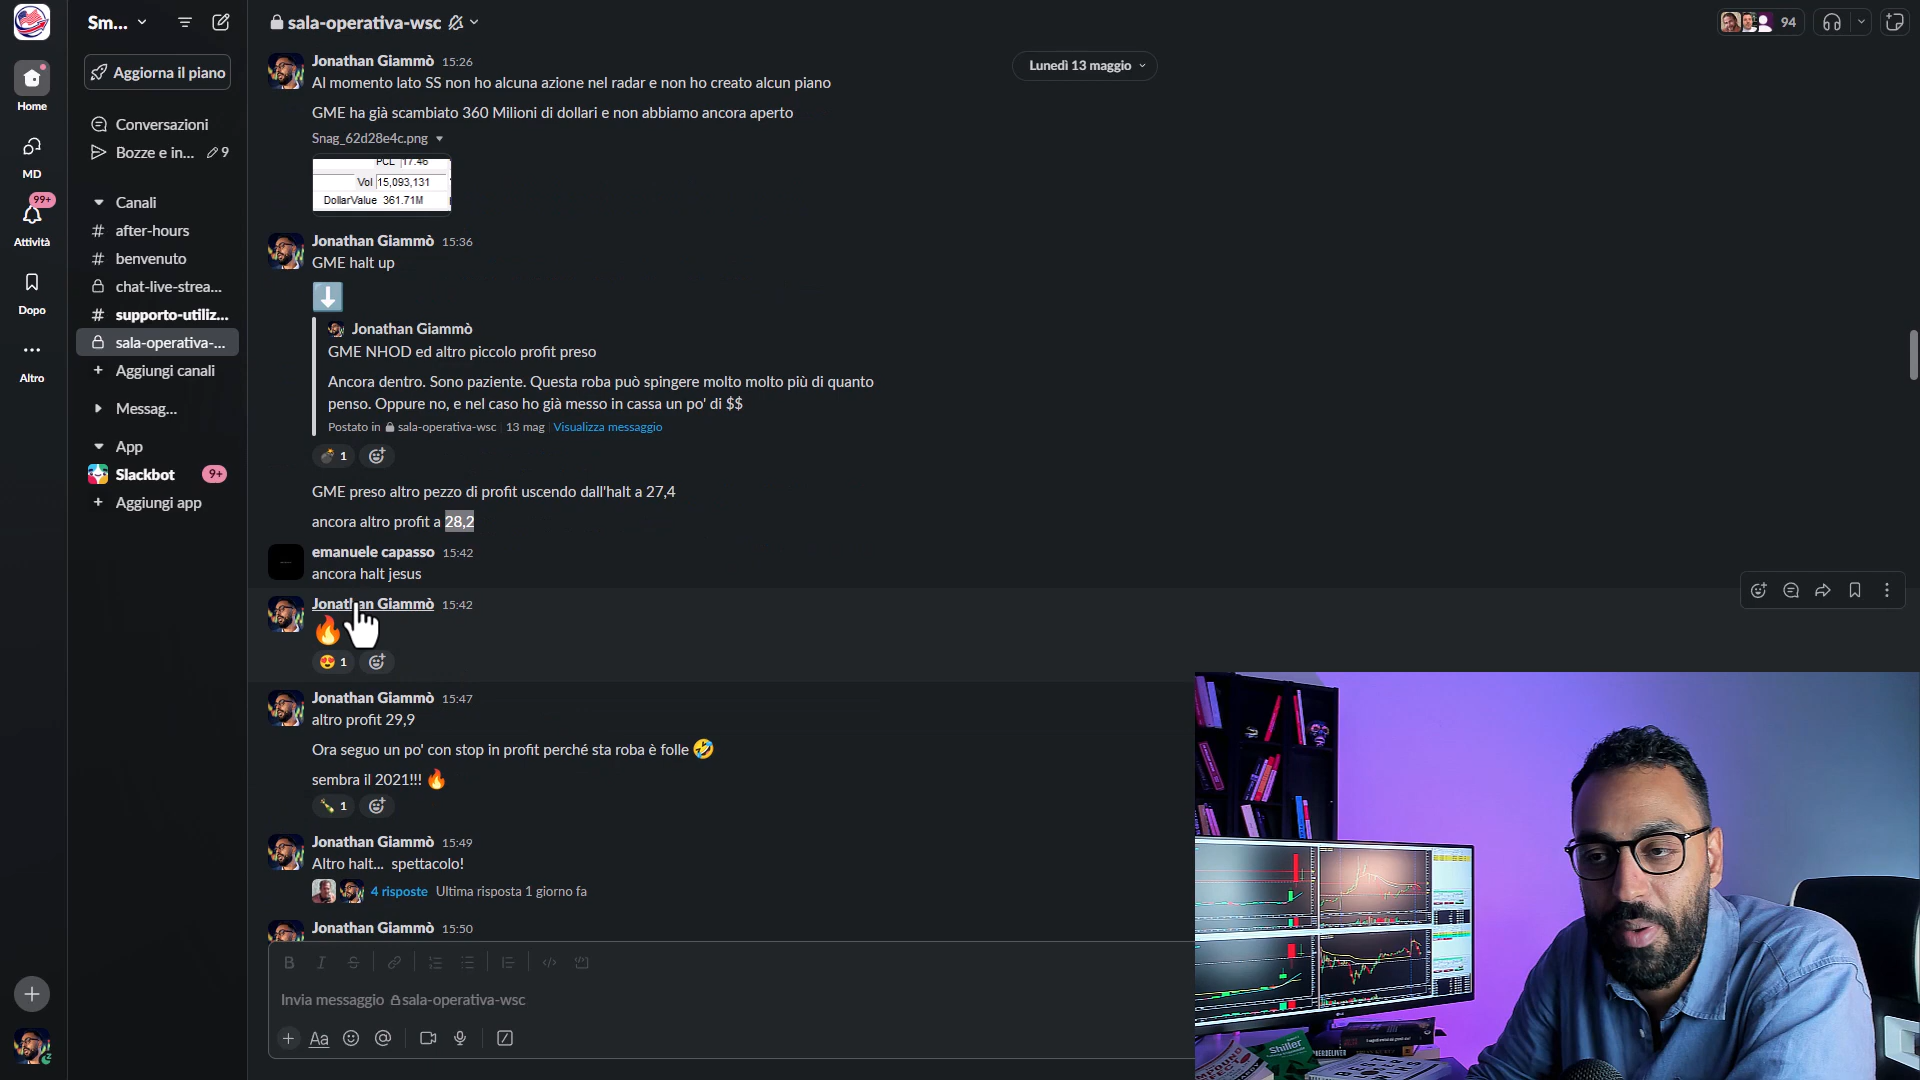 Sm...
sala-operativa-wsc
94
Lunedì 13 maggio
Home
MD
99+
Attività
Dopo
Altro
Aggiorna il piano
Conversazioni
Bozze e in... 9
Canali
# after-hours
# benvenuto
chat-live-strea...
# supporto-utiliz...
sala-operativa-...
+ Aggiungi canali
Messag...
App
Slackbot 9+
+ Aggiungi app
Jonathan Giammò 15:26
Al momento lato SS non ho alcuna azione nel radar e non ho creato alcun piano
GME ha già scambiato 360 Milioni di dollari e non abbiamo ancora aperto
Snag_62d28e4c.png
PCL 17.46
Vol 15,093,131
DollarValue 361.71M
Jonathan Giammò 15:36
GME halt up
⬇️
Jonathan Giammò
GME NHOD ed altro piccolo profit preso
Ancora dentro. Sono paziente. Questa roba può spingere molto molto più di quanto
penso. Oppure no, e nel caso ho già messo in cassa un po' di $$
Postato in sala-operativa-wsc 13 mag Visualizza messaggio
1
GME preso altro pezzo di profit uscendo dall'halt a 27,4
ancora altro profit a 28,2
emanuele capasso 15:42
ancora halt jesus
Jonathan Giammò 15:42
🔥
😍 1
Jonathan Giammò 15:47
altro profit 29,9
Ora seguo un po' con stop in profit perché sta roba è folle 🤣
sembra il 2021!!! 🔥
1
Jonathan Giammò 15:49
Altro halt... spettacolo!
4 risposte Ultima risposta 1 giorno fa
Jonathan Giammò 15:50
B I S
Invia messaggio sala-operativa-wsc
+ Aa @
Shiller